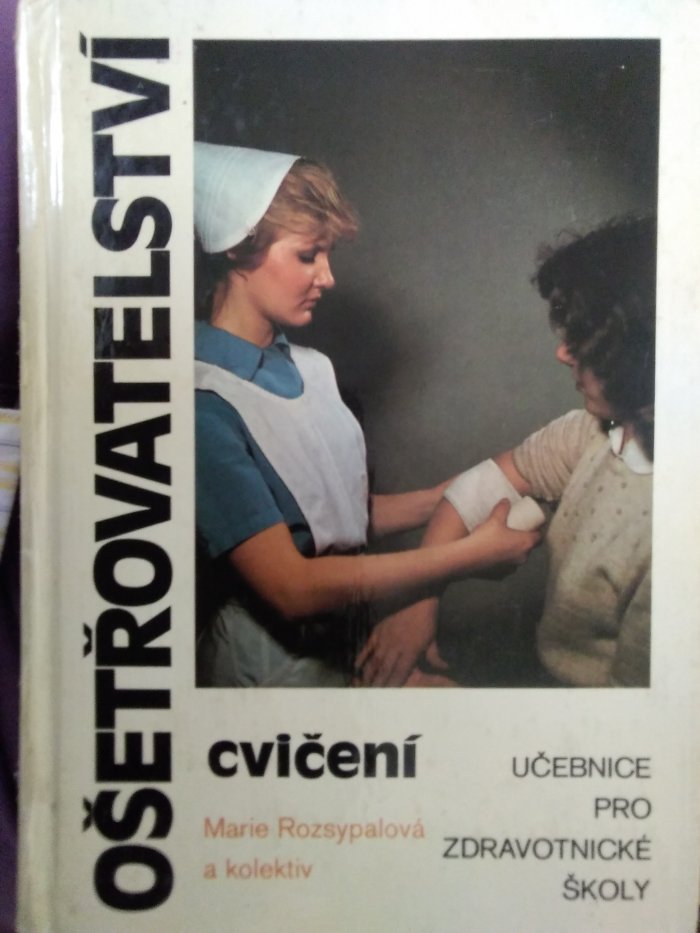 OŠETŘOVATELSTVÍ
cvičení
Marie Rozsypalová
a kolektiv
UČEBNICE
PRO
ZDRAVOTNICKÉ
ŠKOLY